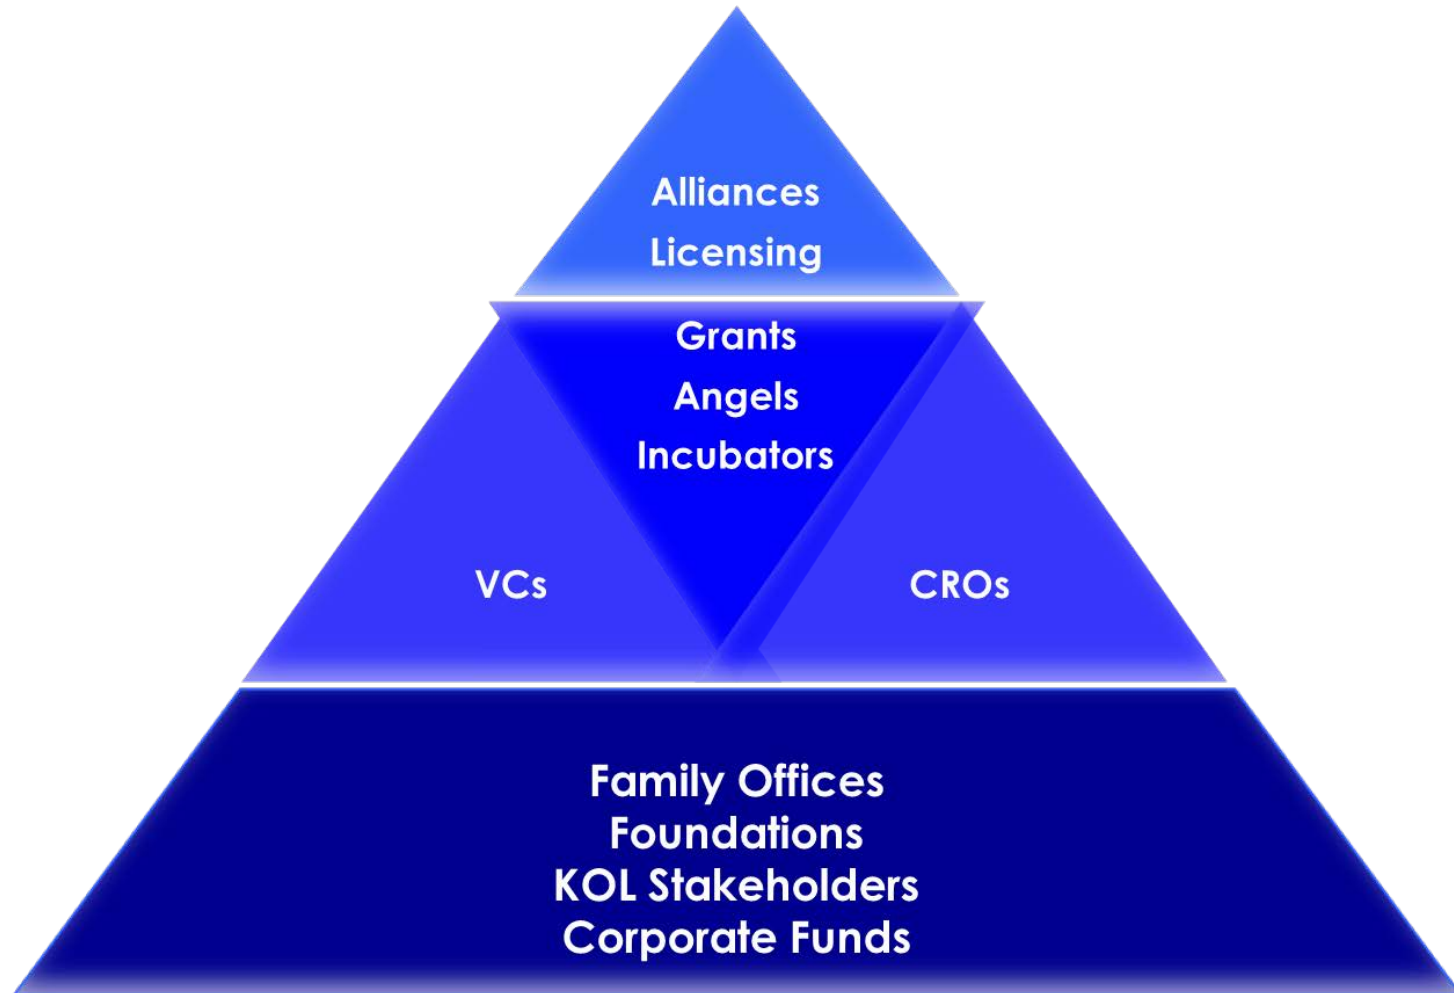 Alliances
Licensing
Grants
Angels
Incubators
VCs
CROs
Family Offices
Foundations
KOL Stakeholders
Corporate Funds